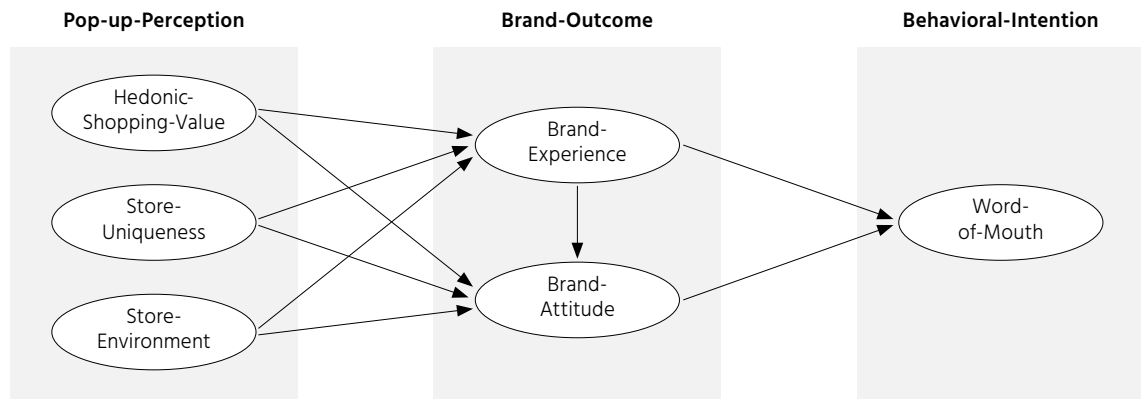 Pop-up-Perception
Brand-Outcome
Behavioral-Intention
Hedonic-
Shopping-Value
Store-
Uniqueness
Store-
Environment
Brand-
Experience
Brand-
Attitude
Word-
of-Mouth